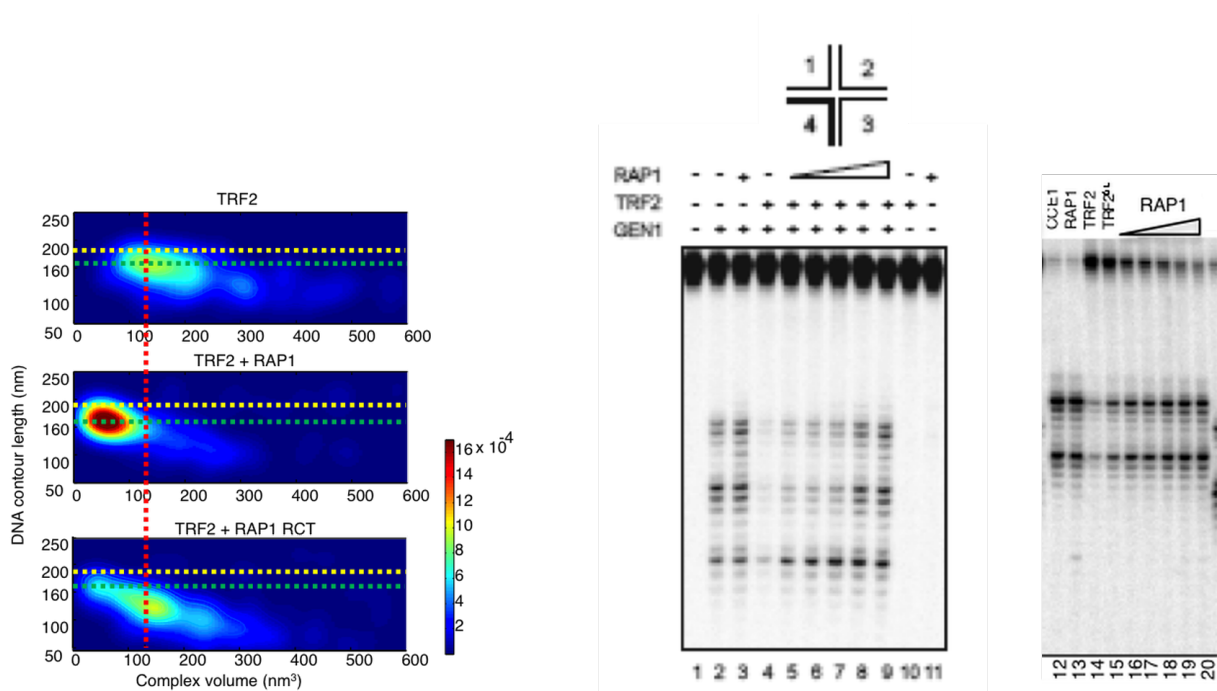 TRF2
250
200
160
100
50
0 100 200 300 400 500 600
TRF2 + RAP1
250
200
160
100
50
0 100 200 300 400 500 600
TRF2 + RAP1 RCT
250
200
160
100
50
0 100 200 300 400 500 600
Complex volume (nm³)
DNA contour length (nm)
16 x 10⁻⁴
14
12
10
8
6
4
2
1 2
4 3
RAP1 - - + - - +
TRF2 - - - + + + + + + + -
GEN1 - + + + + + + + + - -
1 2 3 4 5 6 7 8 9 10 11
CCE1
RAP1
TRF2
TRF2
RAP1
12 13 14 15 16 17 18 19 20